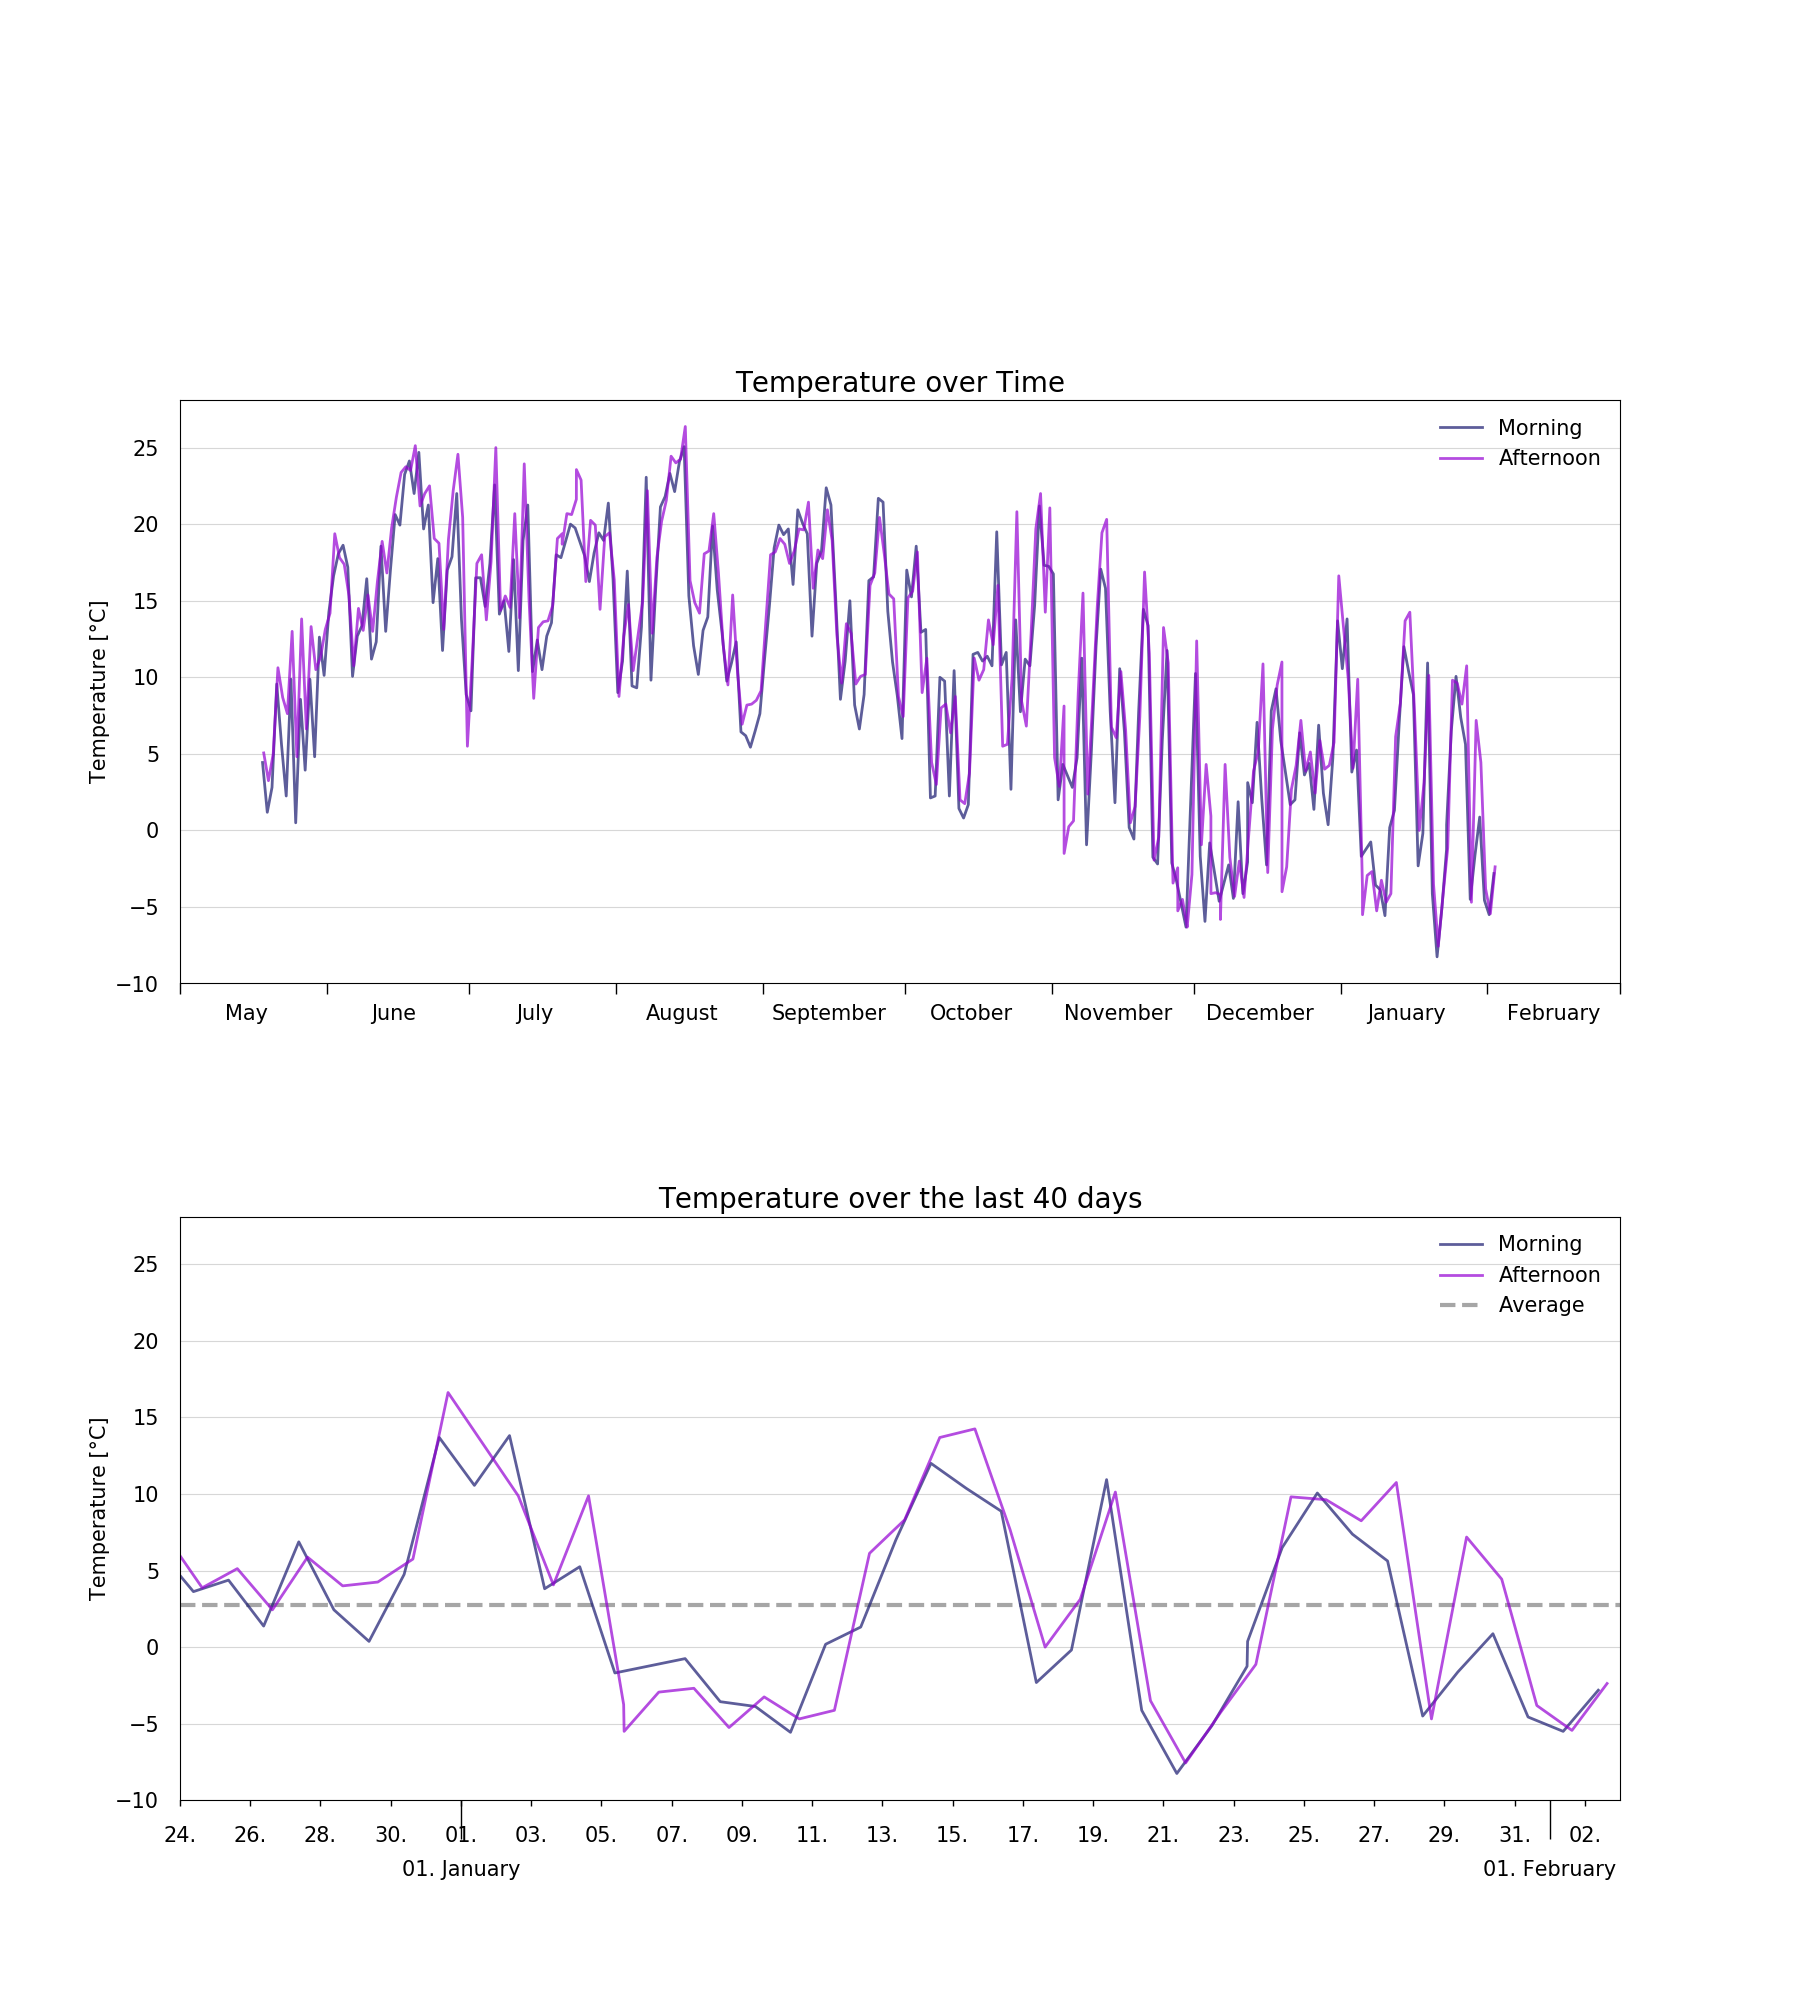 Temperature over Time
Morning
Afternoon
Temperature [°C]
25
20
15
10
5
0
−5
−10
May June July August September October November December January February
Temperature over the last 40 days
Morning
Afternoon
Average
Temperature [°C]
25
20
15
10
5
0
−5
−10
24. 26. 28. 30. 01. 03. 05. 07. 09. 11. 13. 15. 17. 19. 21. 23. 25. 27. 29. 31. 02.
01. January 01. February